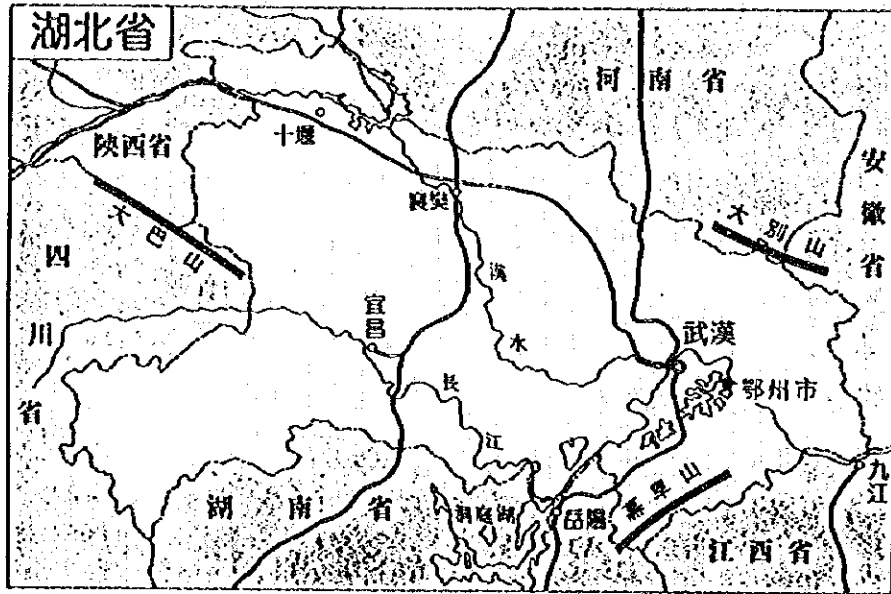 湖北省
河南省
十堰
陝西省
安徽省
襄樊
大別山
大巴山
漢水
四川省
宜昌
武漢
長江
鄂州市
九江
湖南省
洞庭湖
岳陽
山
江西省